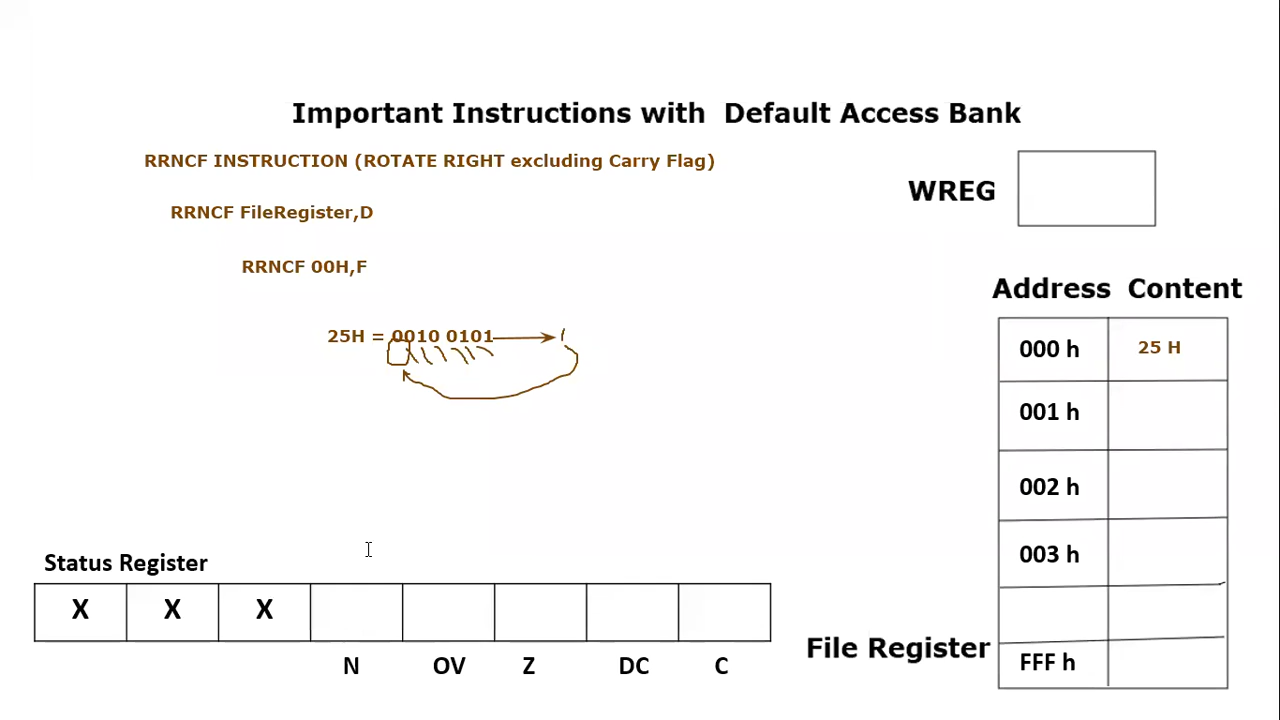 Important Instructions with Default Access Bank
RRNCF INSTRUCTION (ROTATE RIGHT excluding Carry Flag)
WREG
RRNCF FileRegister,D
RRNCF 00H,F
Address Content
25H = 0010 0101 1
000 h 25 H
001 h
002 h
003 h
FFF h
File Register
Status Register
X X X
N OV Z DC C